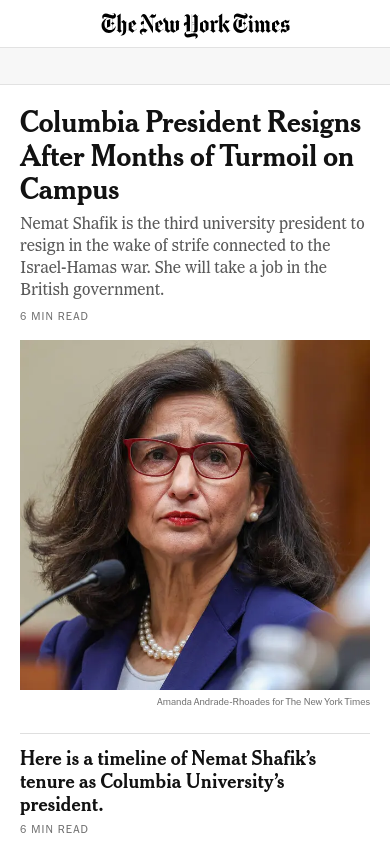 The New York Times
Columbia President Resigns
After Months of Turmoil on
Campus
Nemat Shafik is the third university president to
resign in the wake of strife connected to the
Israel-Hamas war. She will take a job in the
British government.
6 MIN READ
Amanda Andrade-Rhoades for The New York Times
Here is a timeline of Nemat Shafik’s
tenure as Columbia University’s
president.
6 MIN READ